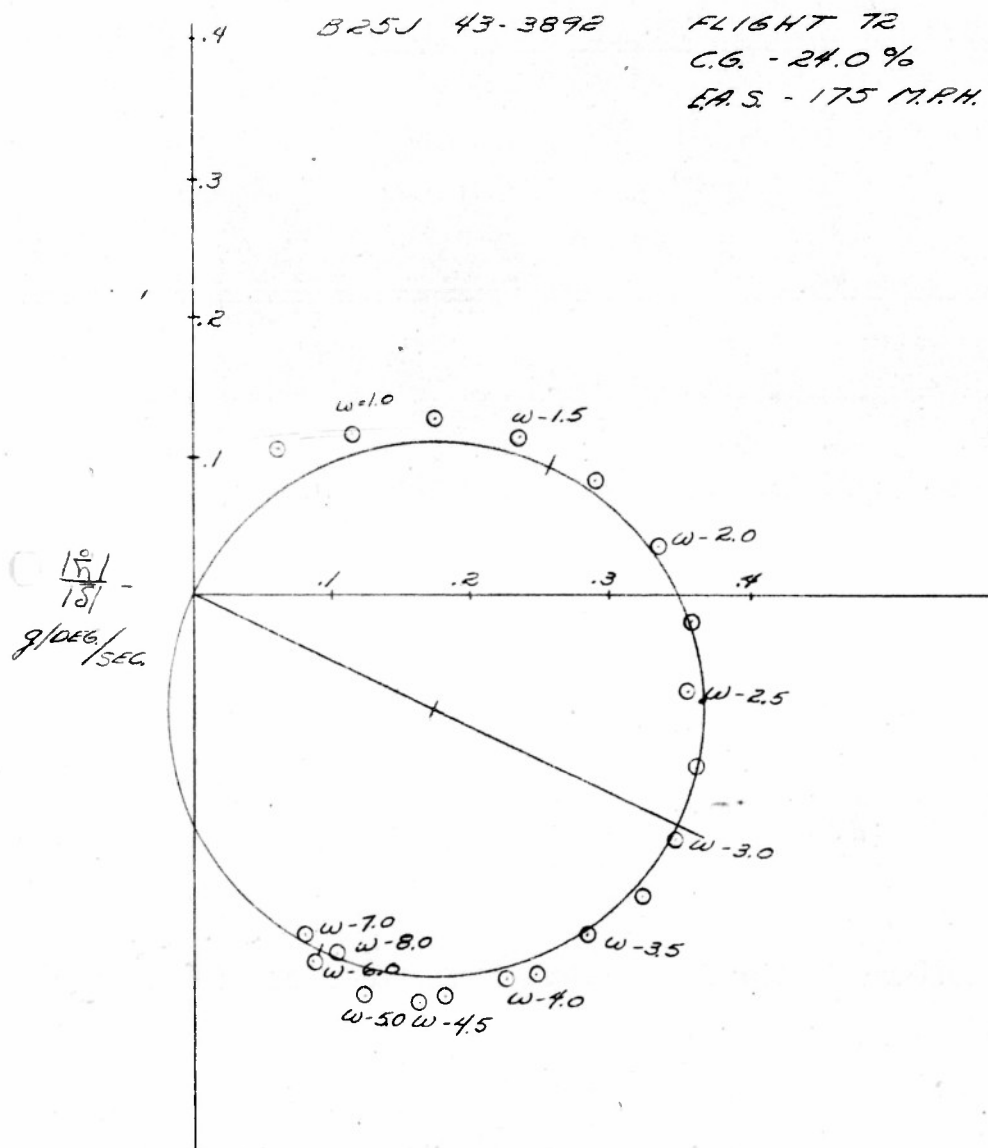 B25J 43-3892 FLIGHT 72
C.G. - 24.0 %
E.A.S. - 175 M.P.H.
.4
.3
.2
ω=1.0
ω-1.5
.1
ω-2.0
|n̊|
|δ̄| -
g/DEG./SEC.
.1 .2 .3 .4
ω-2.5
ω-3.0
ω-7.0
ω-8.0
ω-3.5
ω-6.0
ω-4.0
ω-5.0 ω-4.5